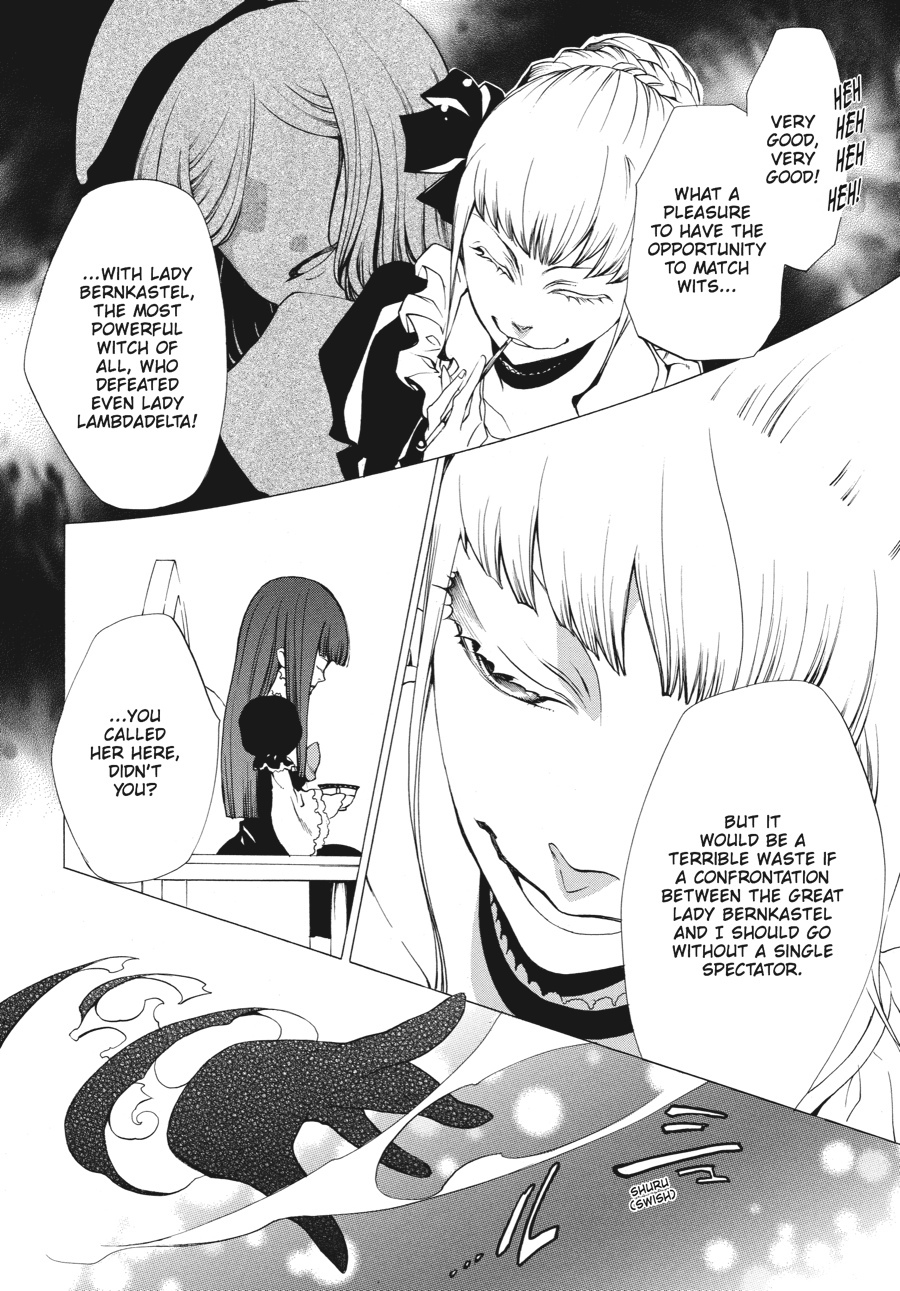 HEH
HEH
HEH
HEH!
VERY
GOOD,
VERY
GOOD!
WHAT A
PLEASURE
TO HAVE THE
OPPORTUNITY
TO MATCH
WITS...
...WITH LADY
BERNKASTEL,
THE MOST
POWERFUL
WITCH OF
ALL, WHO
DEFEATED
EVEN LADY
LAMBDADELTA!
BUT IT
WOULD BE A
TERRIBLE WASTE IF
A CONFRONTATION
BETWEEN THE GREAT
LADY BERNKASTEL
AND I SHOULD GO
WITHOUT A SINGLE
SPECTATOR.
...YOU
CALLED
HER HERE,
DIDN'T
YOU?
シュル...
SHURU
(SWISH)